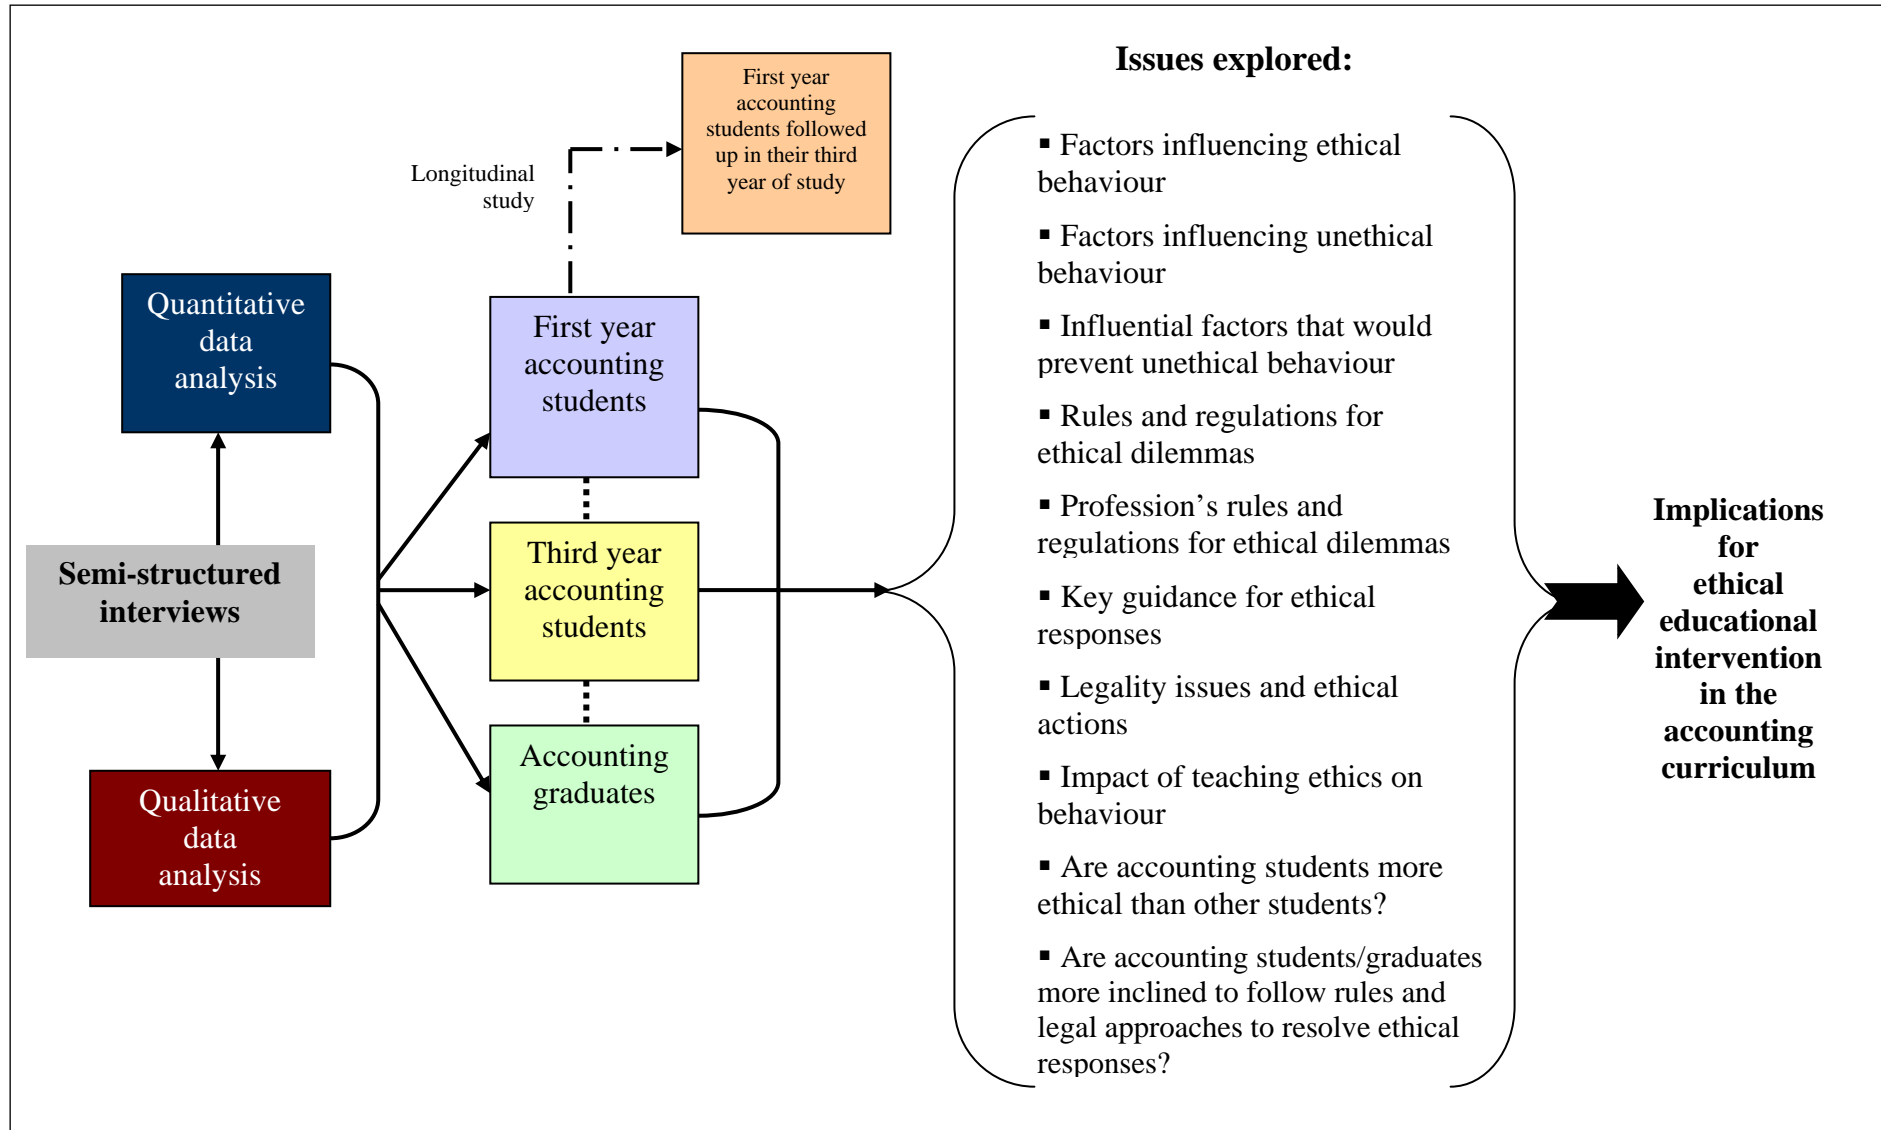 Issues explored:
First year
accounting
students followed
up in their third
year of study
Longitudinal
study
Quantitative
data
analysis
Semi-structured
interviews
Qualitative
data
analysis
First year
accounting
students
Third year
accounting
students
Accounting
graduates
▪ Factors influencing ethical
behaviour
▪ Factors influencing unethical
behaviour
▪ Influential factors that would
prevent unethical behaviour
▪ Rules and regulations for
ethical dilemmas
▪ Profession’s rules and
regulations for ethical dilemmas
▪ Key guidance for ethical
responses
▪ Legality issues and ethical
actions
▪ Impact of teaching ethics on
behaviour
▪ Are accounting students more
ethical than other students?
▪ Are accounting students/graduates
more inclined to follow rules and
legal approaches to resolve ethical
responses?
Implications
for
ethical
educational
intervention
in the
accounting
curriculum